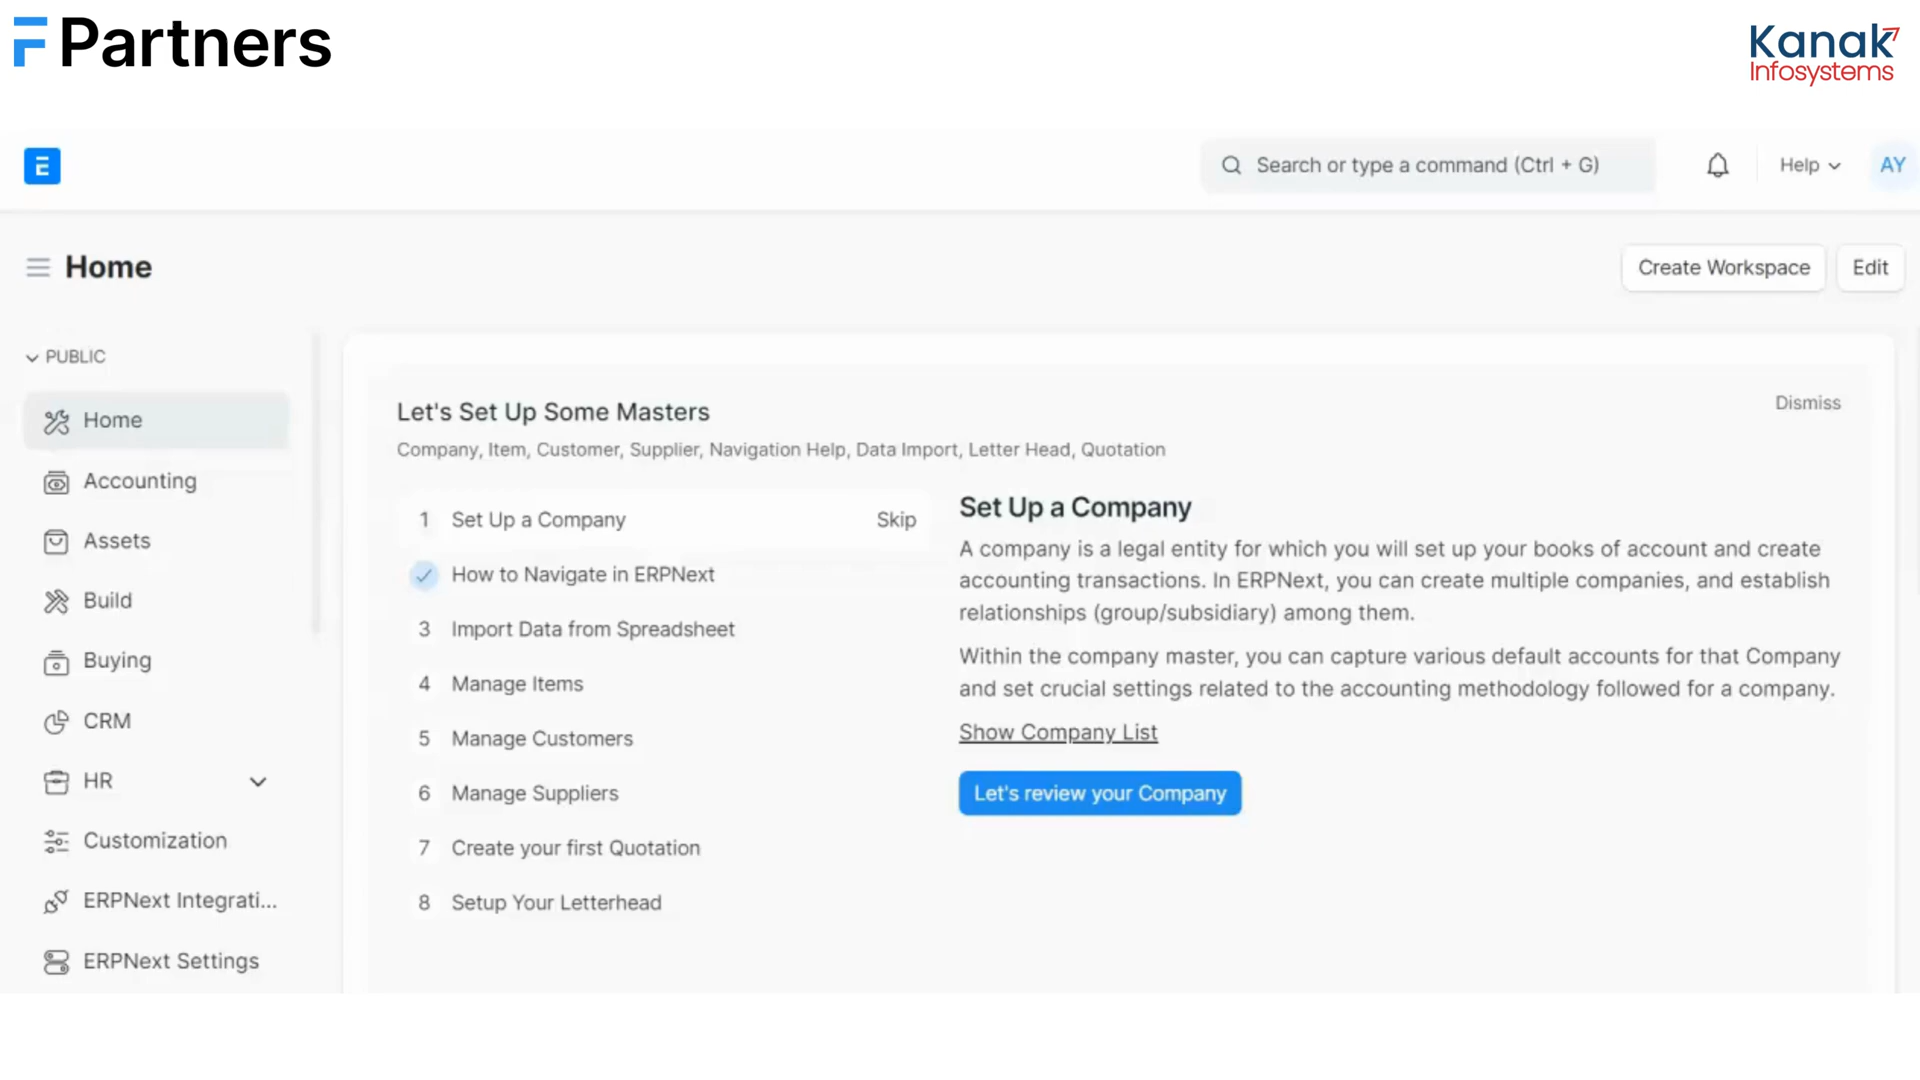 Partners
Kanak
Infosystems
E
Search or type a command (Ctrl + G)
Help
AY
Home
Create Workspace
Edit
PUBLIC
Home
Accounting
Assets
Build
Buying
CRM
HR
Customization
ERPNext Integrati...
ERPNext Settings
Let's Set Up Some Masters
Dismiss
Company, Item, Customer, Supplier, Navigation Help, Data Import, Letter Head, Quotation
1 Set Up a Company Skip
How to Navigate in ERPNext
3 Import Data from Spreadsheet
4 Manage Items
5 Manage Customers
6 Manage Suppliers
7 Create your first Quotation
8 Setup Your Letterhead
Set Up a Company
A company is a legal entity for which you will set up your books of account and create
accounting transactions. In ERPNext, you can create multiple companies, and establish
relationships (group/subsidiary) among them.
Within the company master, you can capture various default accounts for that Company
and set crucial settings related to the accounting methodology followed for a company.
Show Company List
Let's review your Company